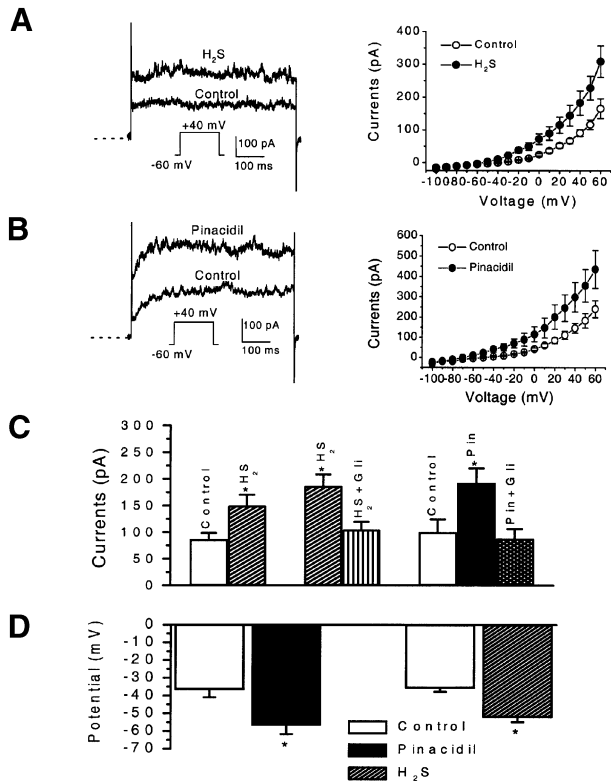 A
H2S
Control
+40 mV
-60 mV
100 pA
100 ms
Currents (pA)
400
300
200
100
0
Control
H2S
-100 -80 -60 -40 -20 0 20 40 60
Voltage (mV)
B
Pinacidil
Control
+40 mV
-60 mV
100 pA
100 ms
Currents (pA)
600
500
400
300
200
100
0
Control
Pinacidil
-100 -80 -60 -40 -20 0 20 40 60
Voltage (mV)
C
Currents (pA)
300
250
200
150
100
50
0
Control
* H2S
* H2S
H2S+Gli
Control
* Pin
Pin+Gli
D
Potential (mV)
0
-10
-20
-30
-40
-50
-60
-70
*
*
Control
Pinacidil
H2S